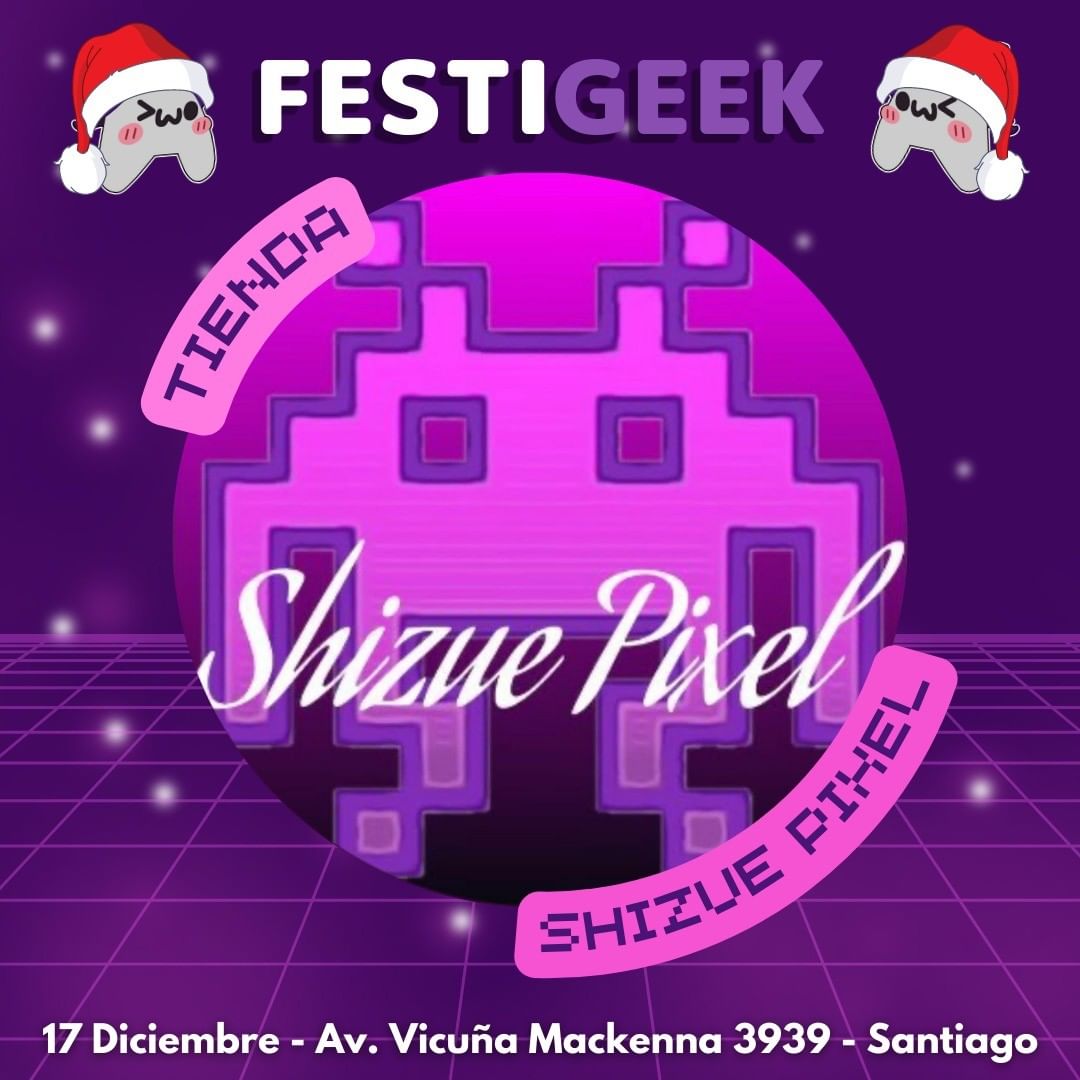 FESTIGEEK
TIENDA
Shizue Pixel
SHIZUE PIXEL
17 Diciembre - Av. Vicuña Mackenna 3939 - Santiago